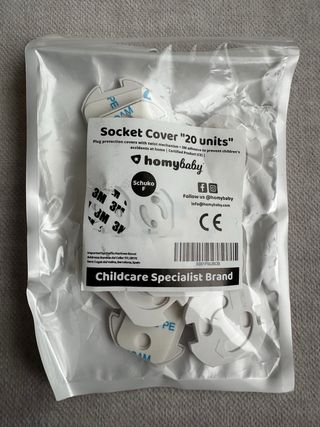 Socket Cover "20 units"
Plug protection covers with twist mechanism - 3M adhesive to prevent children's
accidents at home | Certified Product (CE) |
homybaby
Schuko
F
Follow us @homybaby
info@homybaby.com
3M
CE
Childcare Specialist Brand